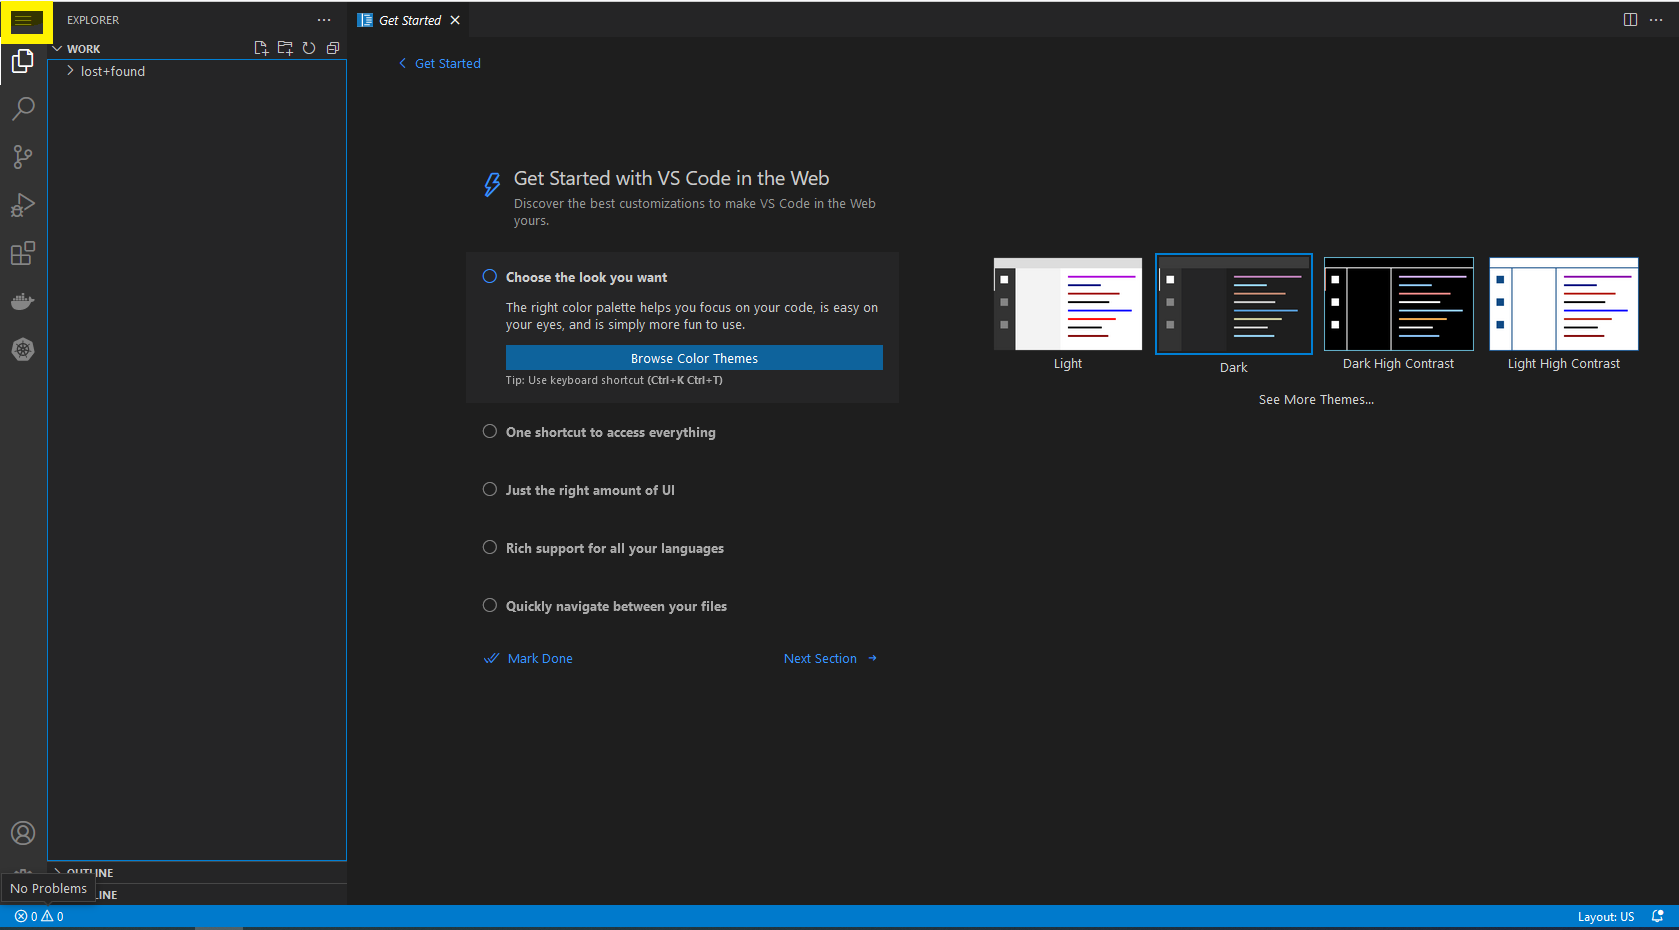 EXPLORER
Get Started
WORK
lost+found
Get Started
Get Started with VS Code in the Web
Discover the best customizations to make VS Code in the Web
yours.
Choose the look you want
The right color palette helps you focus on your code, is easy on
your eyes, and is simply more fun to use.
Browse Color Themes
Tip: Use keyboard shortcut (Ctrl+K Ctrl+T)
Light
Dark
Dark High Contrast
Light High Contrast
See More Themes...
One shortcut to access everything
Just the right amount of UI
Rich support for all your languages
Quickly navigate between your files
Mark Done
Next Section
OUTLINE
No Problems
LINE
0 0
Layout: US